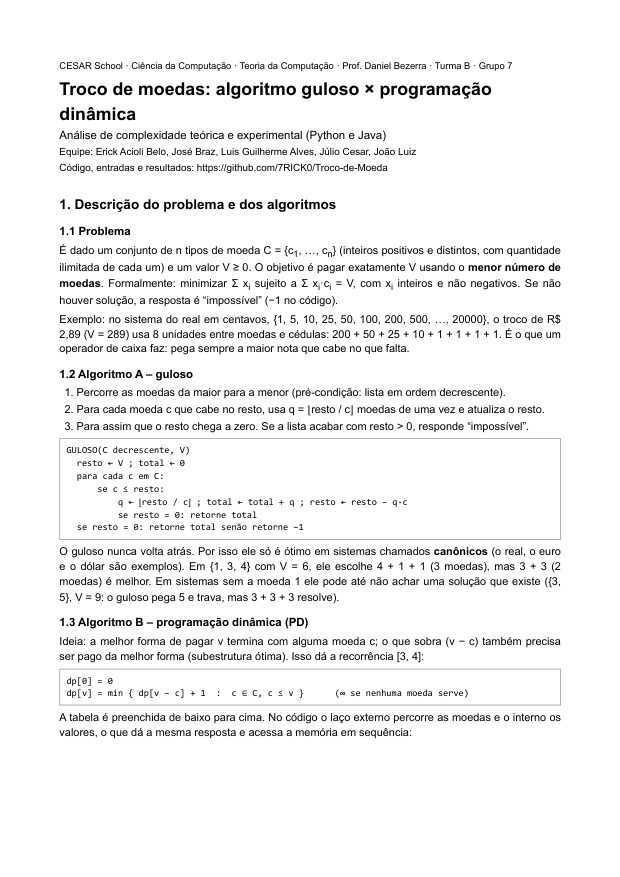 CESAR School · Ciência da Computação · Teoria da Computação · Prof. Daniel Bezerra · Turma B · Grupo 7
Troco de moedas: algoritmo guloso × programação
dinâmica
Análise de complexidade teórica e experimental (Python e Java)
Equipe: Erick Acioli Belo, José Braz, Luis Guilherme Alves, Júlio Cesar, João Luiz
Código, entradas e resultados: https://github.com/7RICK0/Troco-de-Moeda
1. Descrição do problema e dos algoritmos
1.1 Problema
É dado um conjunto de n tipos de moeda C = {c₁, …, cₙ} (inteiros positivos e distintos, com quantidade
ilimitada de cada um) e um valor V ≥ 0. O objetivo é pagar exatamente V usando o menor número de
moedas. Formalmente: minimizar Σ xᵢ sujeito a Σ xᵢ·cᵢ = V, com xᵢ inteiros e não negativos. Se não
houver solução, a resposta é “impossível” (−1 no código).
Exemplo: no sistema do real em centavos, {1, 5, 10, 25, 50, 100, 200, 500, …, 20000}, o troco de R$
2,89 (V = 289) usa 8 unidades entre moedas e cédulas: 200 + 50 + 25 + 10 + 1 + 1 + 1 + 1. É o que um
operador de caixa faz: pega sempre a maior nota que cabe no que falta.
1.2 Algoritmo A – guloso
1. Percorre as moedas da maior para a menor (pré-condição: lista em ordem decrescente).
2. Para cada moeda c que cabe no resto, usa q = ⌊resto / c⌋ moedas de uma vez e atualiza o resto.
3. Para assim que o resto chega a zero. Se a lista acabar com resto > 0, responde “impossível”.
GULOSO(C decrescente, V)
resto ← V ; total ← 0
para cada c em C:
se c ≤ resto:
q ← ⌊resto / c⌋ ; total ← total + q ; resto ← resto − q·c
se resto = 0: retorne total
se resto = 0: retorne total senão retorne −1
O guloso nunca volta atrás. Por isso ele só é ótimo em sistemas chamados canônicos (o real, o euro
e o dólar são exemplos). Em {1, 3, 4} com V = 6, ele escolhe 4 + 1 + 1 (3 moedas), mas 3 + 3 (2
moedas) é melhor. Em sistemas sem a moeda 1 ele pode até não achar uma solução que existe ({3,
5}, V = 9: o guloso pega 5 e trava, mas 3 + 3 + 3 resolve).
1.3 Algoritmo B – programação dinâmica (PD)
Ideia: a melhor forma de pagar v termina com alguma moeda c; o que sobra (v − c) também precisa
ser pago da melhor forma (subestrutura ótima). Isso dá a recorrência [3, 4]:
dp[0] = 0
dp[v] = min { dp[v − c] + 1 : c ∈ C, c ≤ v } (∞ se nenhuma moeda serve)
A tabela é preenchida de baixo para cima. No código o laço externo percorre as moedas e o interno os
valores, o que dá a mesma resposta e acessa a memória em sequência: